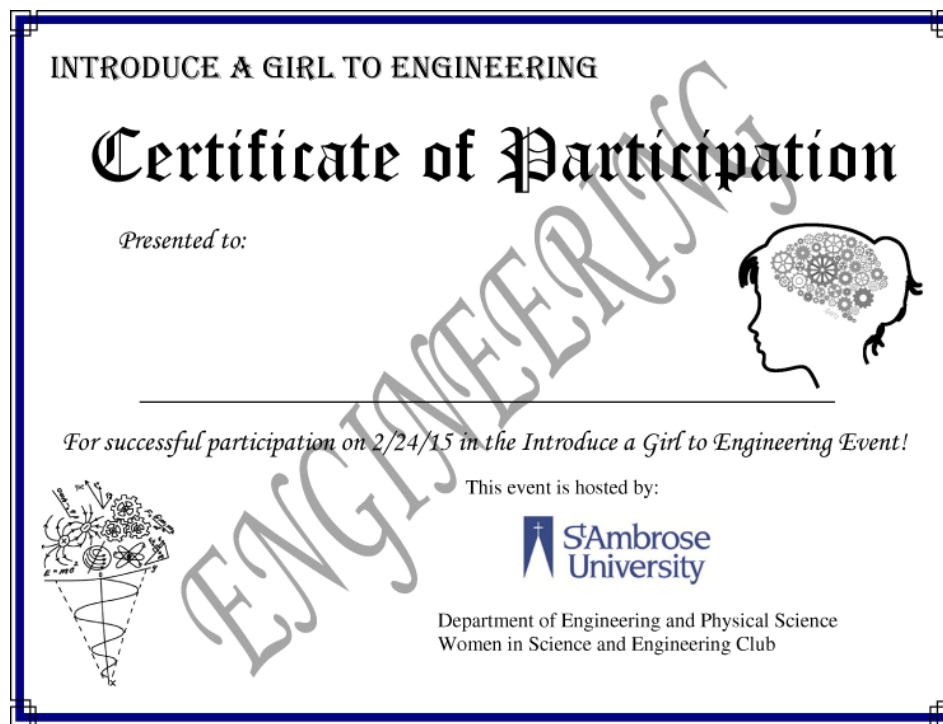 INTRODUCE A GIRL TO ENGINEERING
Certificate of Participation
Presented to:
ENGINEERING
For successful participation on 2/24/15 in the Introduce a Girl to Engineering Event!
This event is hosted by:
St Ambrose
University
Department of Engineering and Physical Science
Women in Science and Engineering Club